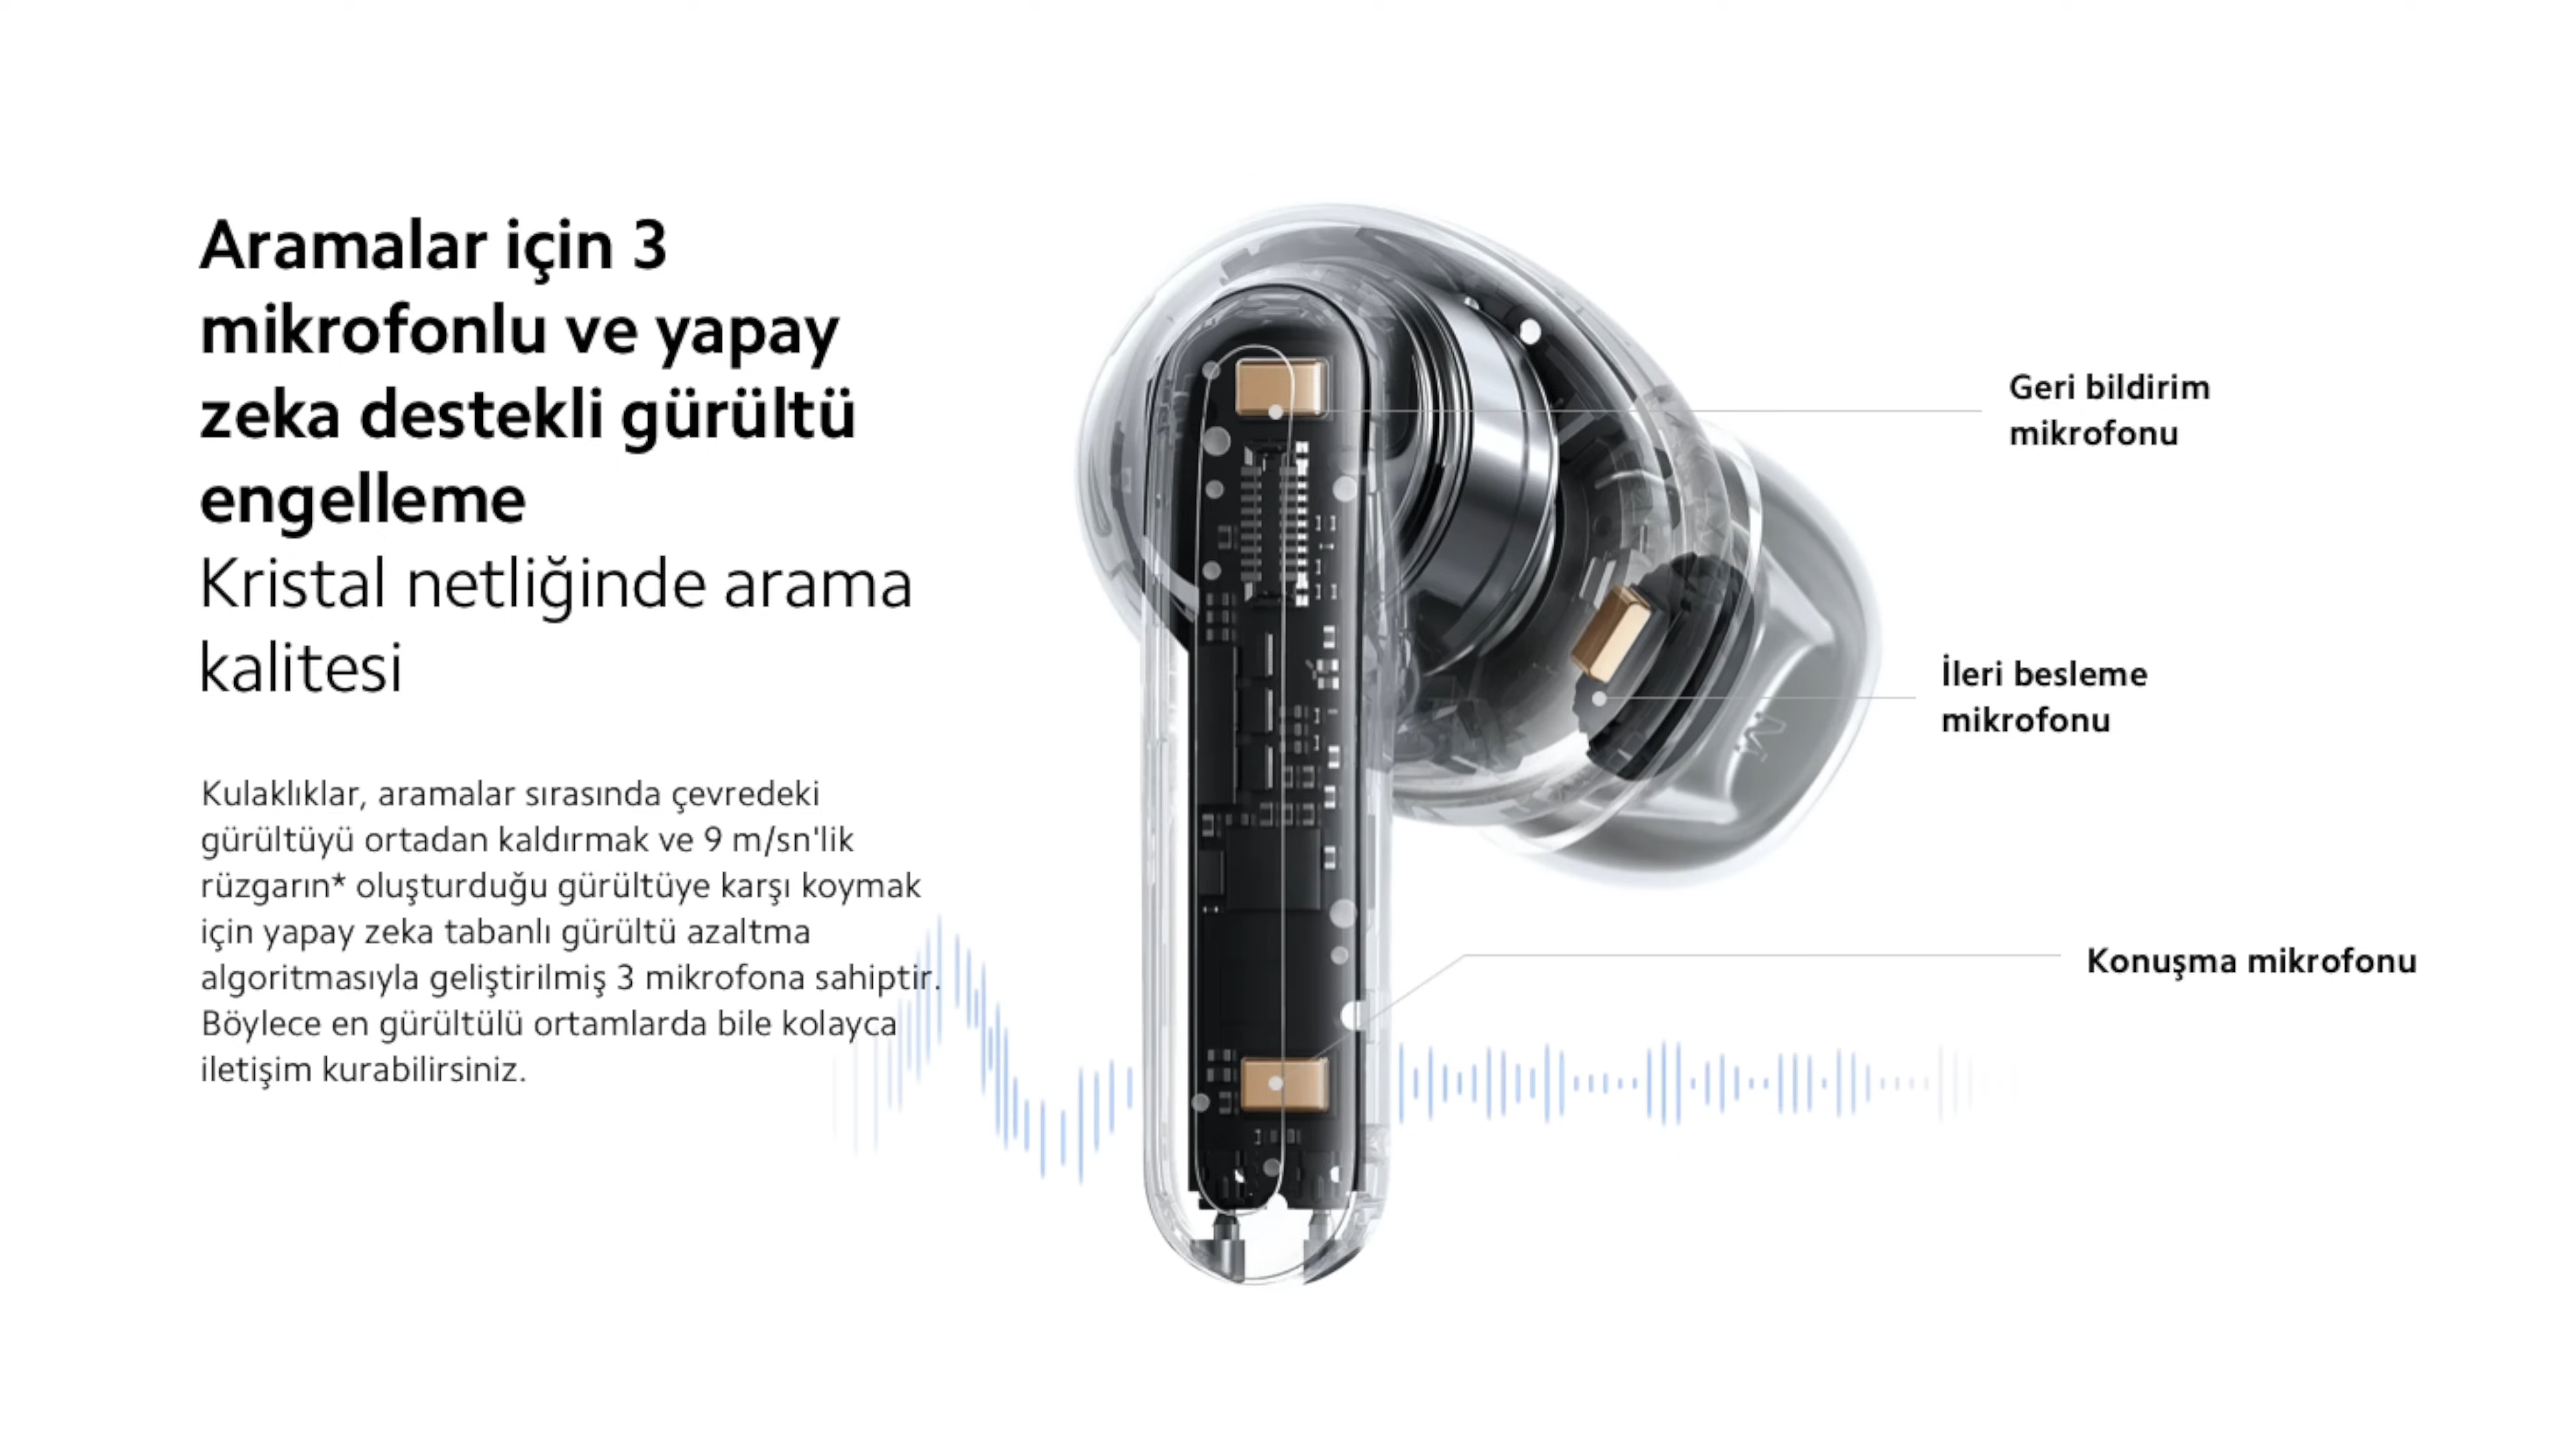 Aramalar için 3
mikrofonlu ve yapay
zeka destekli gürültü
engelleme
Kristal netliğinde arama
kalitesi
Kulaklıklar, aramalar sırasında çevredeki
gürültüyü ortadan kaldırmak ve 9 m/sn'lik
rüzgarın* oluşturduğu gürültüye karşı koymak
için yapay zeka tabanlı gürültü azaltma
algoritmasıyla geliştirilmiş 3 mikrofona sahiptir.
Böylece en gürültülü ortamlarda bile kolayca
iletişim kurabilirsiniz.
Geri bildirim
mikrofonu
İleri besleme
mikrofonu
Konuşma mikrofonu